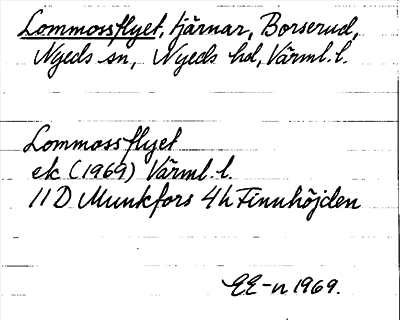 Lommossflyet, tjärnar, Borserud,
Nyeds sn, Nyeds hd, Värml. l.
Lommossflyet
ek (1969) Värml. l.
11 D Munkfors 4h Finnhöjden
EE-n 1969.